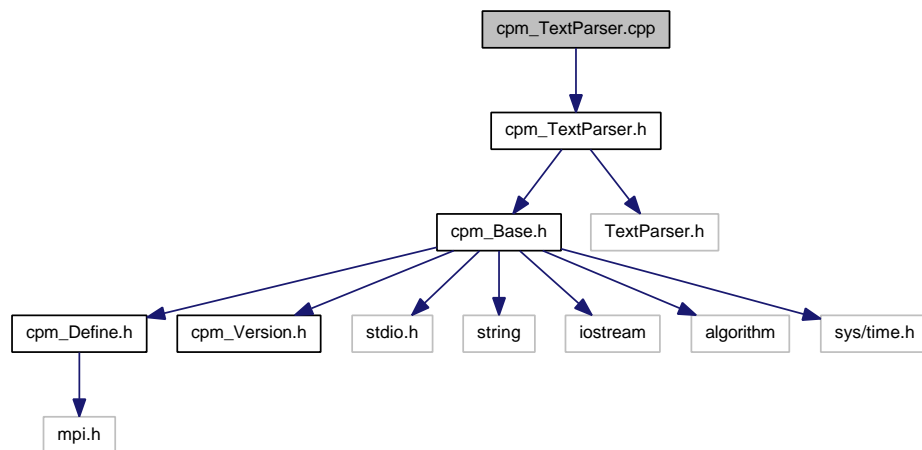 cpm_TextParser.cpp
cpm_TextParser.h
cpm_Base.h
TextParser.h
cpm_Define.h
cpm_Version.h
stdio.h
string
iostream
algorithm
sys/time.h
mpi.h